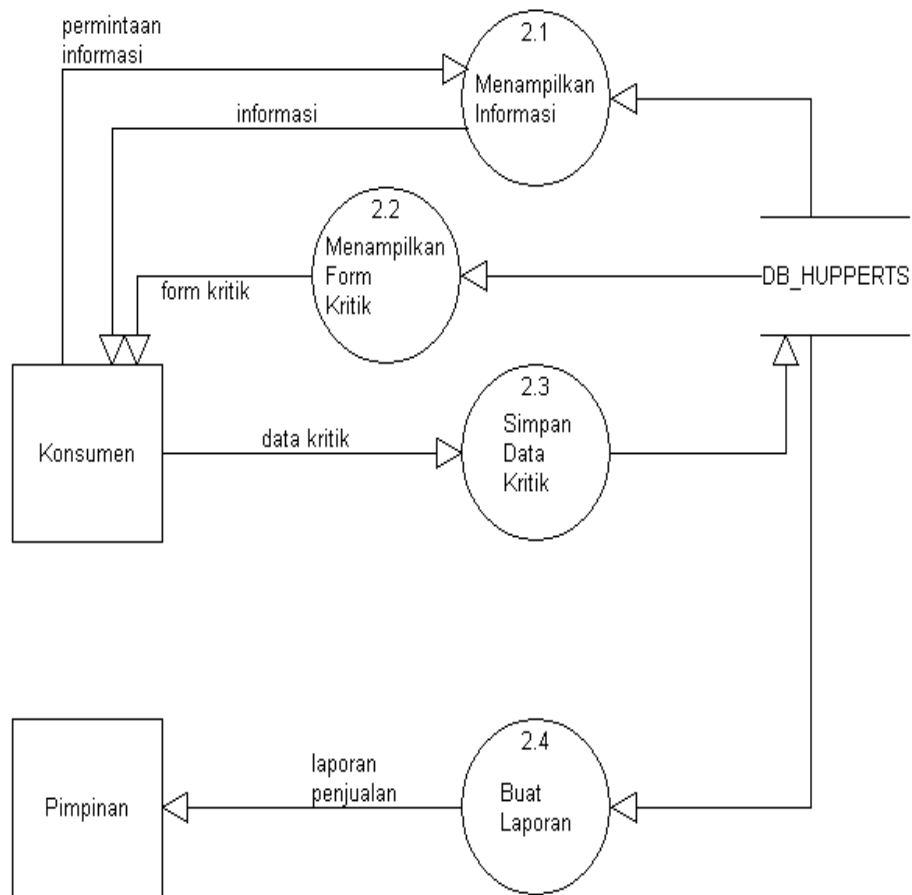 permintaan
informasi
2.1
Menampilkan
Informasi
informasi
2.2
Menampilkan
Form
Kritik
form kritik
DB_HUPPERTS
Konsumen
data kritik
2.3
Simpan
Data
Kritik
Pimpinan
laporan
penjualan
2.4
Buat
Laporan